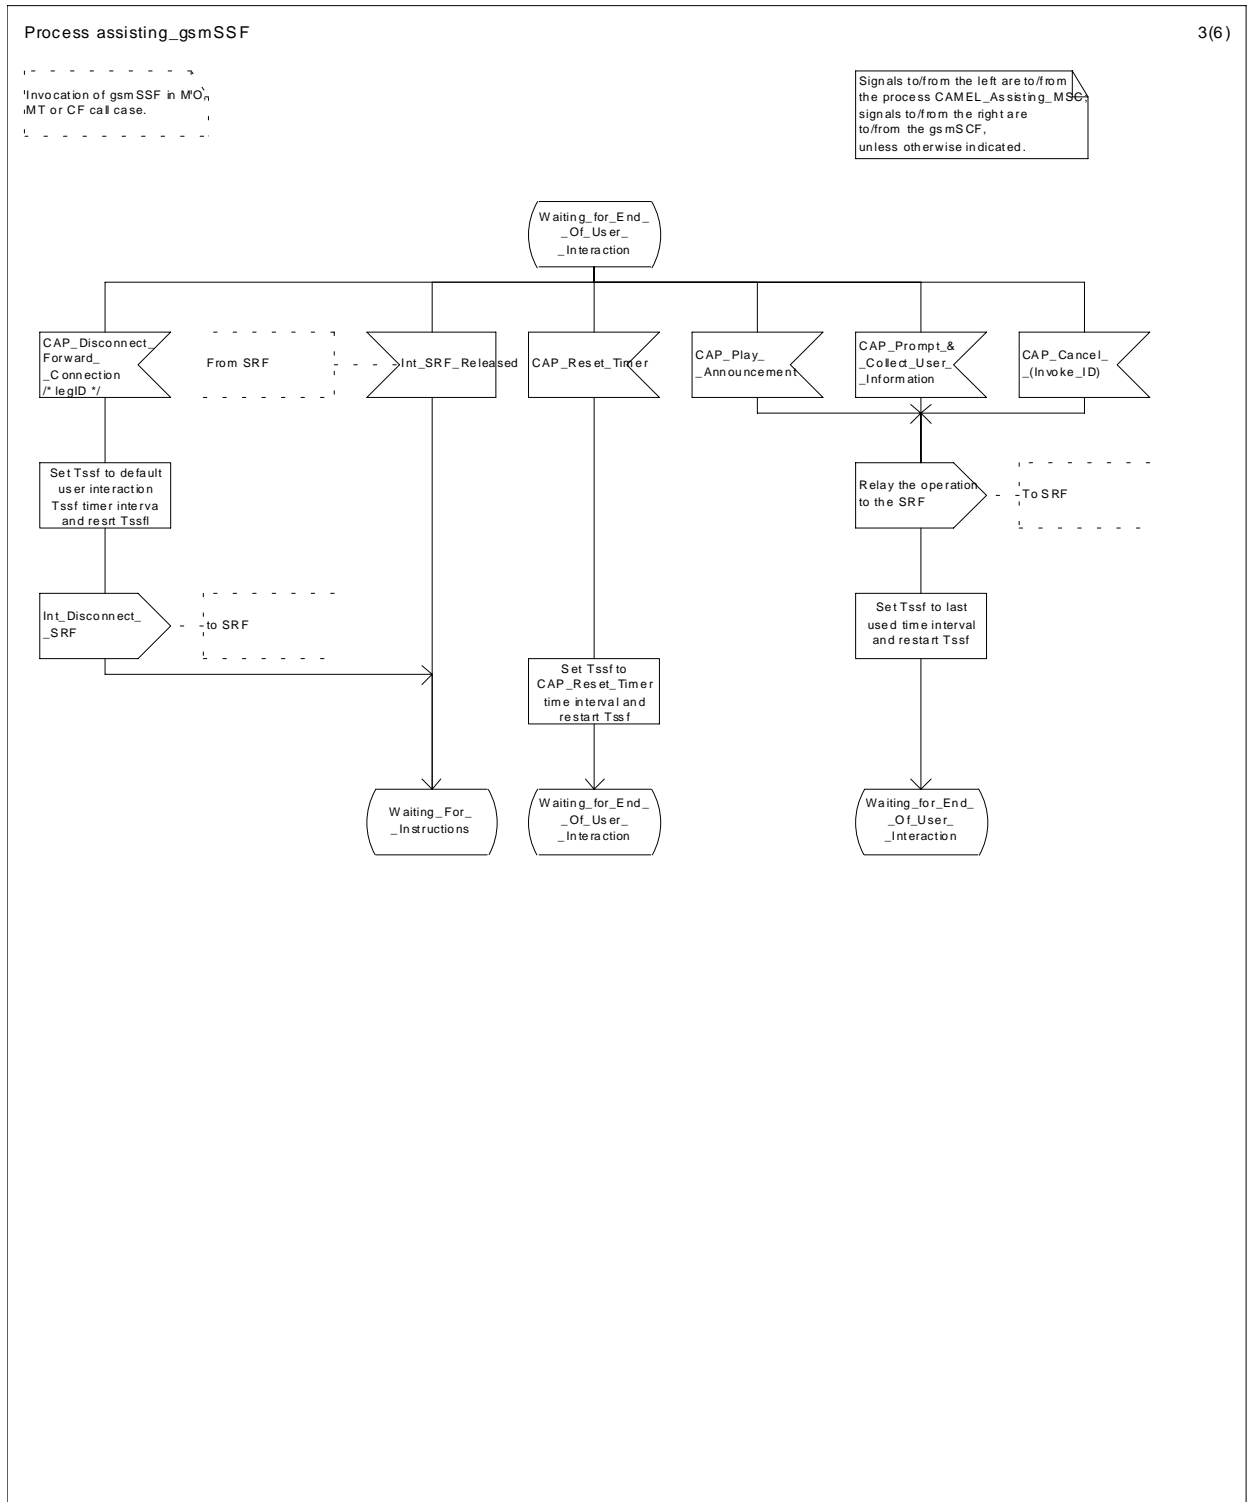 Process assisting_gsmSSF
3(6)
Invocation of gsmSSF in MO,
MT or CF call case.
Signals to/from the left are to/from
the process CAMEL_Assisting_MSC;
signals to/from the right are
to/from the gsmSCF,
unless otherwise indicated.
Waiting_for_End_
_Of_User_
_Interaction
CAP_Disconnect_
Forward_
_Connection
/* legID */
From SRF
Int_SRF_Released
CAP_Reset_Timer
CAP_Play_
_Announcement
CAP_Prompt_&
_Collect_User_
_Information
CAP_Cancel_
_(Invoke_ID)
Set Tssf to default
user interaction
Tssf timer interva
and resrt Tssfl
Relay the operation
to the SRF
To SRF
Int_Disconnect_
_SRF
to SRF
Set Tssf to last
used time interval
and restart Tssf
Set Tssf to
CAP_Reset_Timer
time interval and
restart Tssf
Waiting_For_
_Instructions
Waiting_for_End_
_Of_User_
_Interaction
Waiting_for_End_
_Of_User_
_Interaction